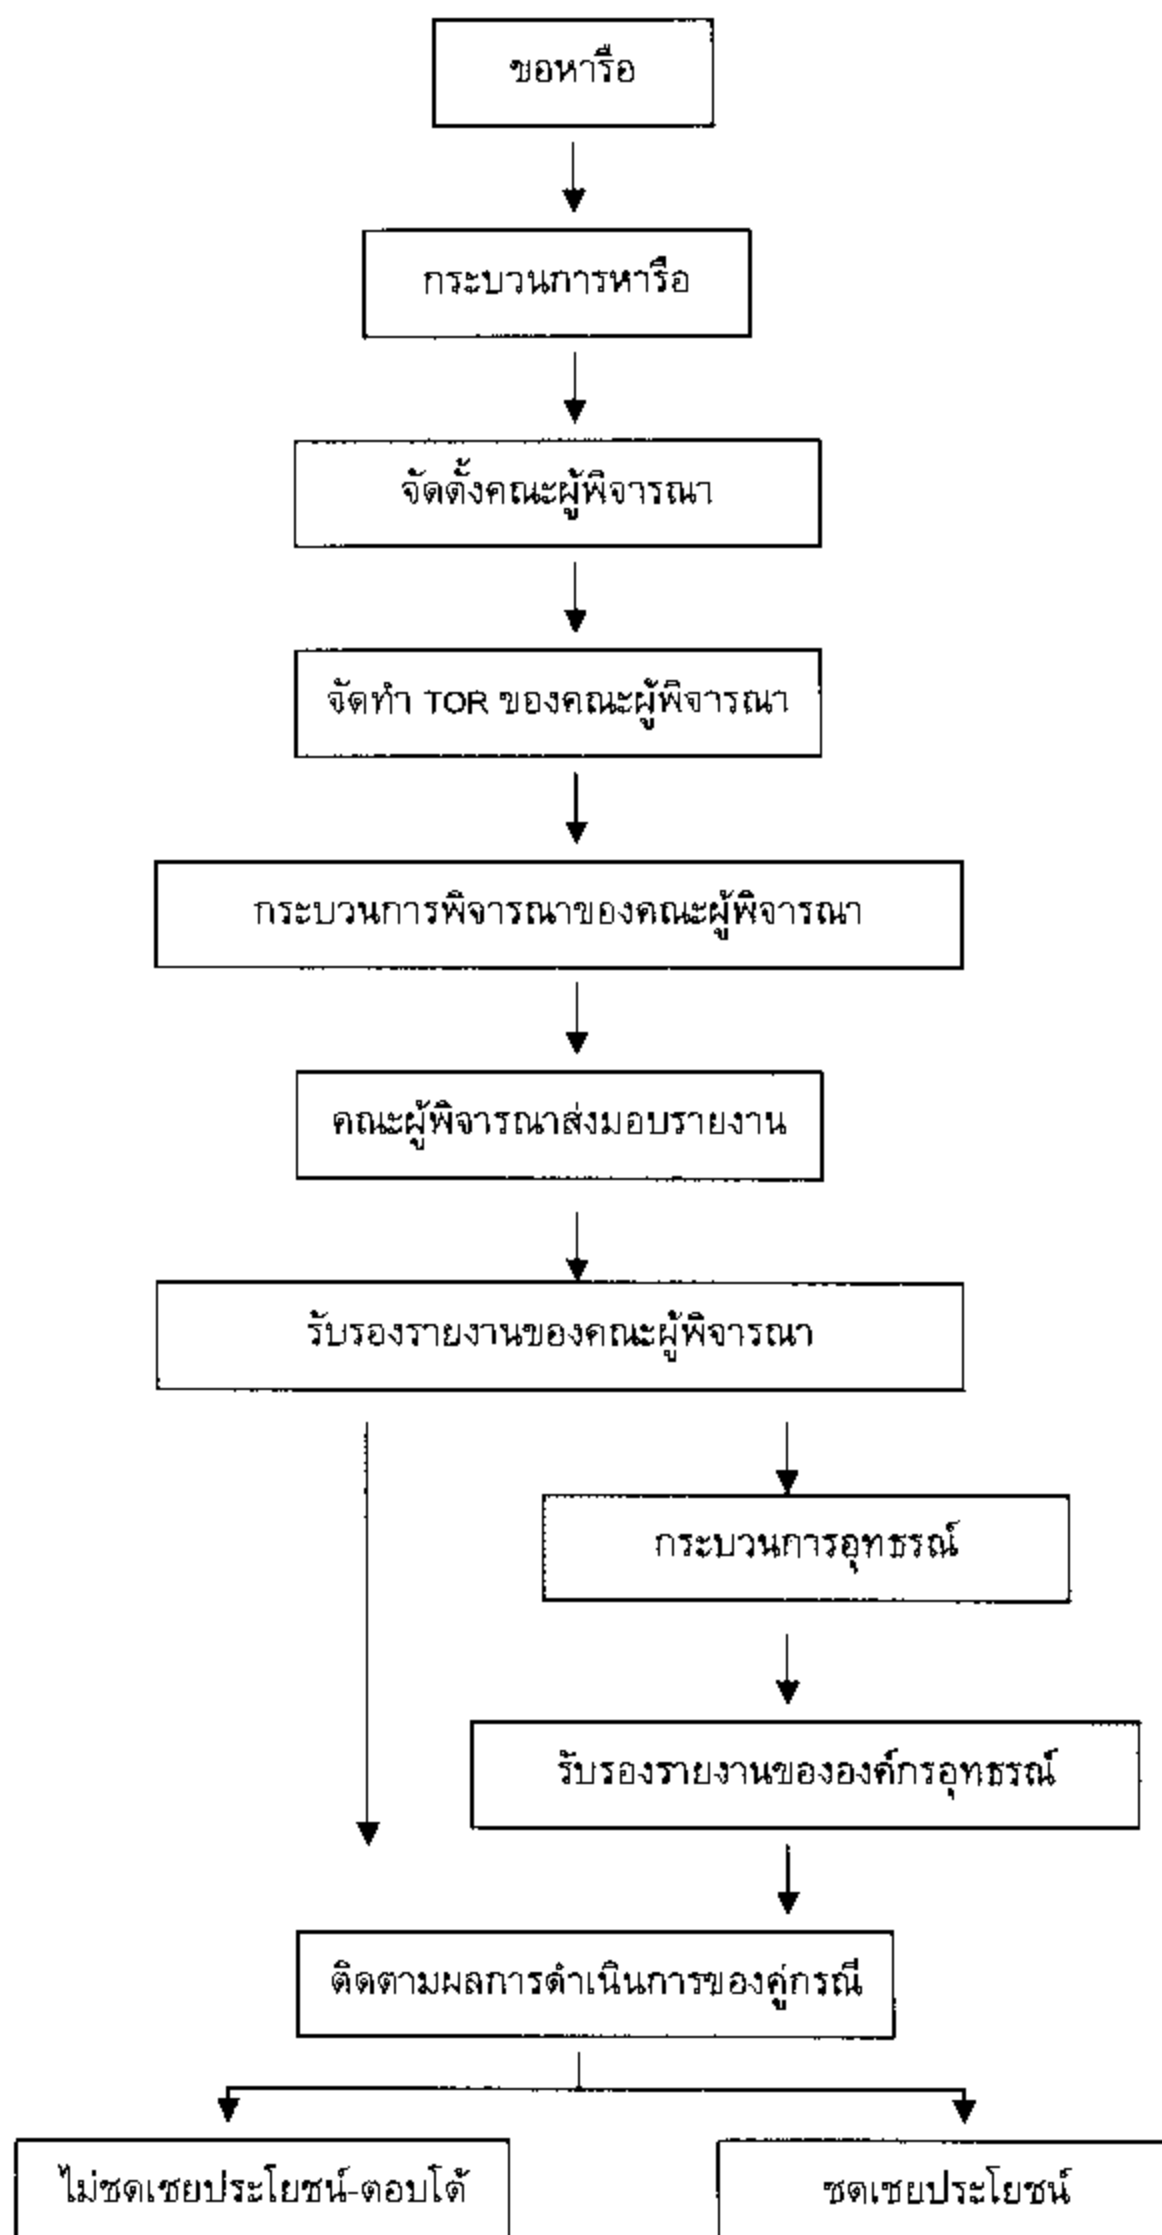 ขอหารือ
กระบวนการหารือ
จัดตั้งคณะผู้พิจารณา
จัดทำ TOR ของคณะผู้พิจารณา
กระบวนการพิจารณาของคณะผู้พิจารณา
คณะผู้พิจารณาส่งมอบรายงาน
รับรองรายงานของคณะผู้พิจารณา
กระบวนการอุทธรณ์
รับรองรายงานขององค์กรอุทธรณ์
ติดตามผลการดำเนินการของคู่กรณี
ไม่ชดเชยประโยชน์-ตอบโต้
ชดเชยประโยชน์